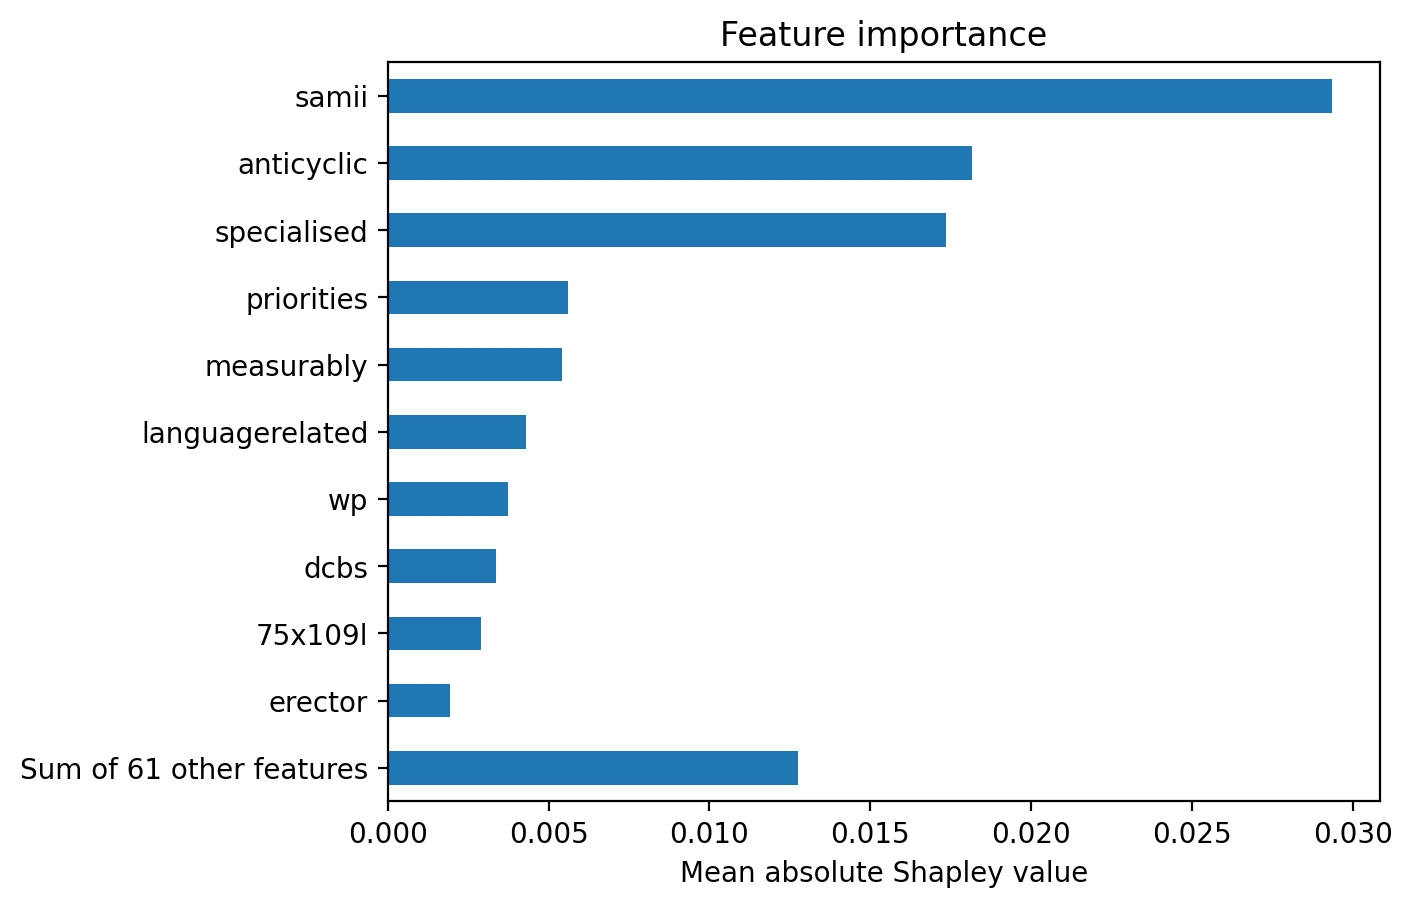 Feature importance
samii
anticyclic
specialised
priorities
measurably
languagerelated
wp
dcbs
75x109l
erector
Sum of 61 other features
0.000 0.005 0.010 0.015 0.020 0.025 0.030
Mean absolute Shapley value